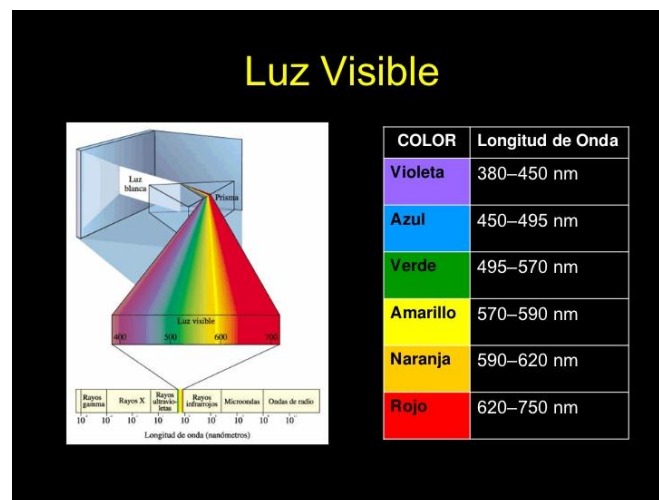 Luz Visible
Luz
blanca
Prisma
Luz visible
400 500 600 700
Rayos
gamma
Rayos X
Rayos
ultravio-
letas
Rayos
infrarrojos
Microondas
Ondas de radio
Longitud de onda (nanómetros)
COLOR Longitud de Onda
Violeta 380–450 nm
Azul 450–495 nm
Verde 495–570 nm
Amarillo 570–590 nm
Naranja 590–620 nm
Rojo 620–750 nm